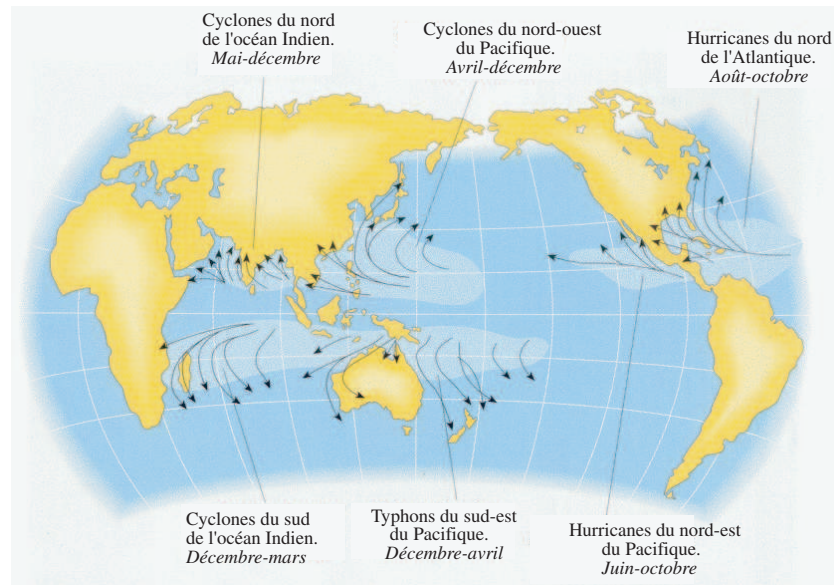 Cyclones du nord
de l'océan Indien.
Mai-décembre
Cyclones du nord-ouest
du Pacifique.
Avril-décembre
Hurricanes du nord
de l'Atlantique.
Août-octobre
Cyclones du sud
de l'océan Indien.
Décembre-mars
Typhons du sud-est
du Pacifique.
Décembre-avril
Hurricanes du nord-est
du Pacifique.
Juin-octobre